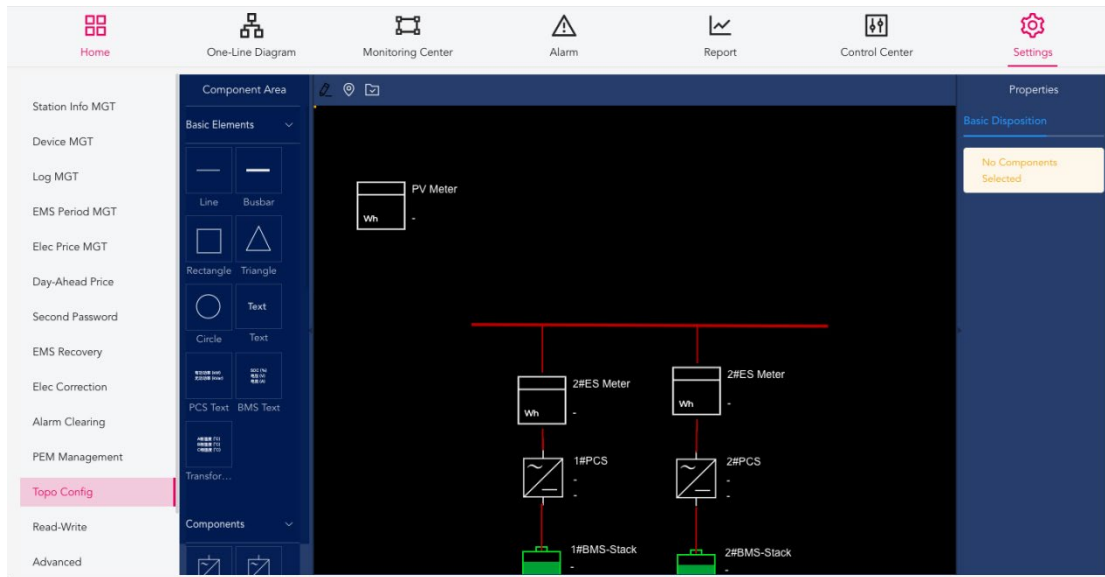 Home
One-Line Diagram
Monitoring Center
Alarm
Report
Control Center
Settings
Station Info MGT
Device MGT
Log MGT
EMS Period MGT
Elec Price MGT
Day-Ahead Price
Second Password
EMS Recovery
Elec Correction
Alarm Clearing
PEM Management
Topo Config
Read-Write
Advanced
Component Area
Basic Elements
Line
Busbar
Rectangle
Triangle
Circle
Text
Text
SOC (%)
PCS Text
BMS Text
Transfor...
Components
PV Meter
Wh
-
2#ES Meter
Wh
-
2#ES Meter
Wh
-
1#PCS
-
-
2#PCS
-
-
1#BMS-Stack
-
2#BMS-Stack
-
Properties
Basic Disposition
No Components
Selected